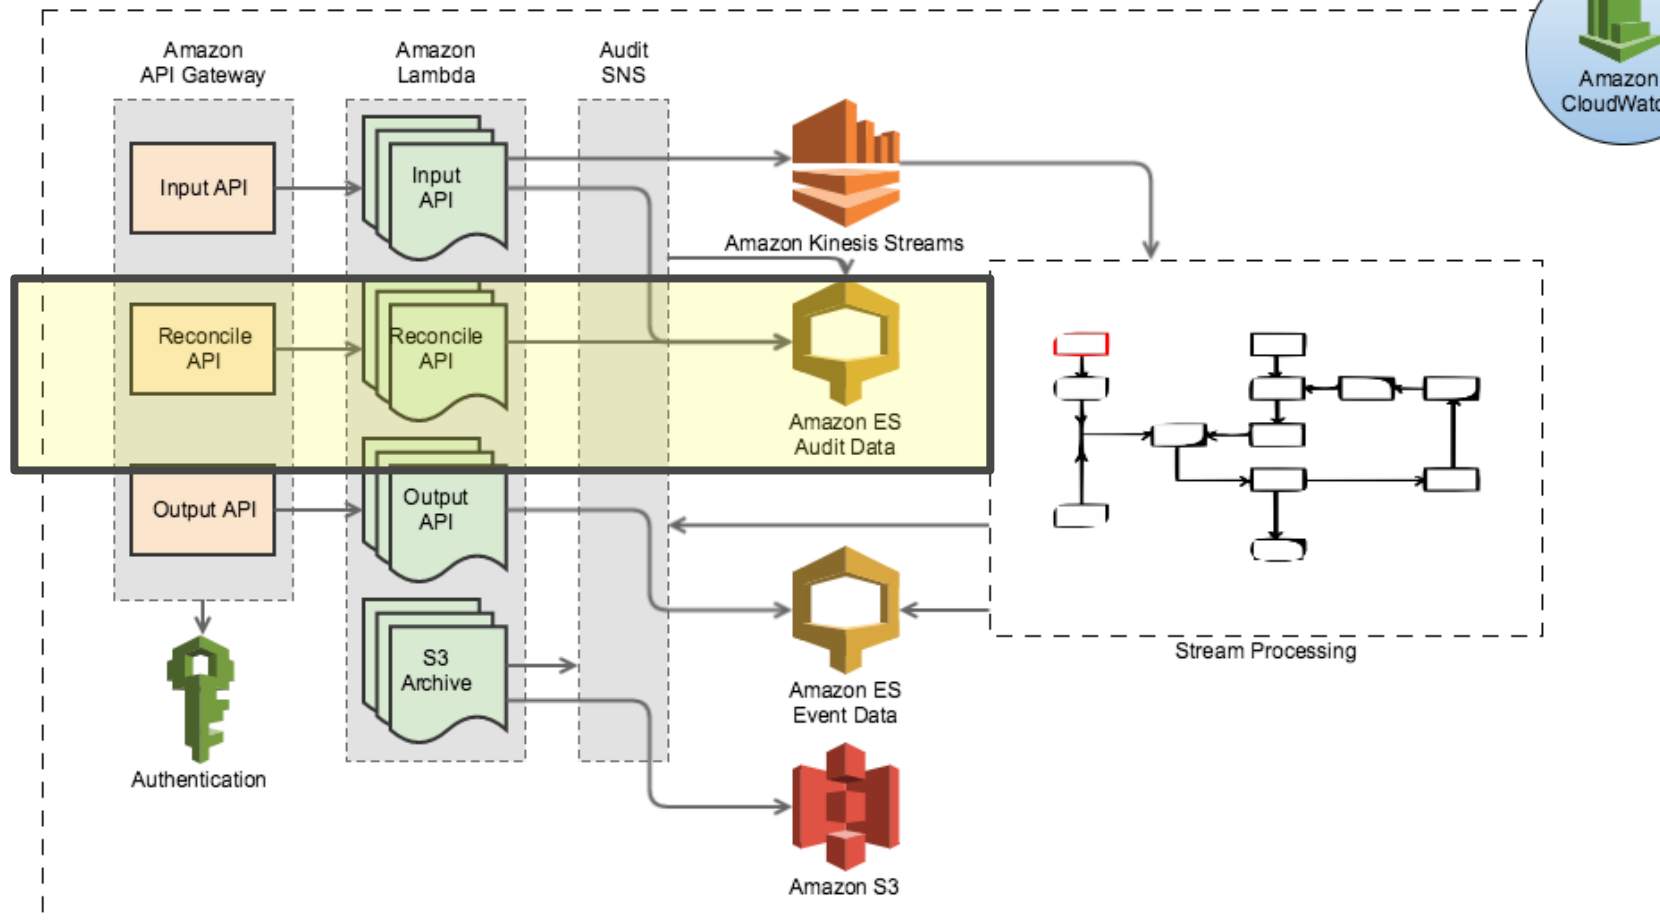 Amazon
API Gateway
Amazon
Lambda
Audit
SNS
Amazon
Input API
Input
API
Amazon Kinesis Streams
Reconcile
API
Reconcile
API
Amazon ES
Audit Data
Output API
Output
API
Stream Processing
S3
Archive
Amazon ES
Event Data
Authentication
Amazon S3